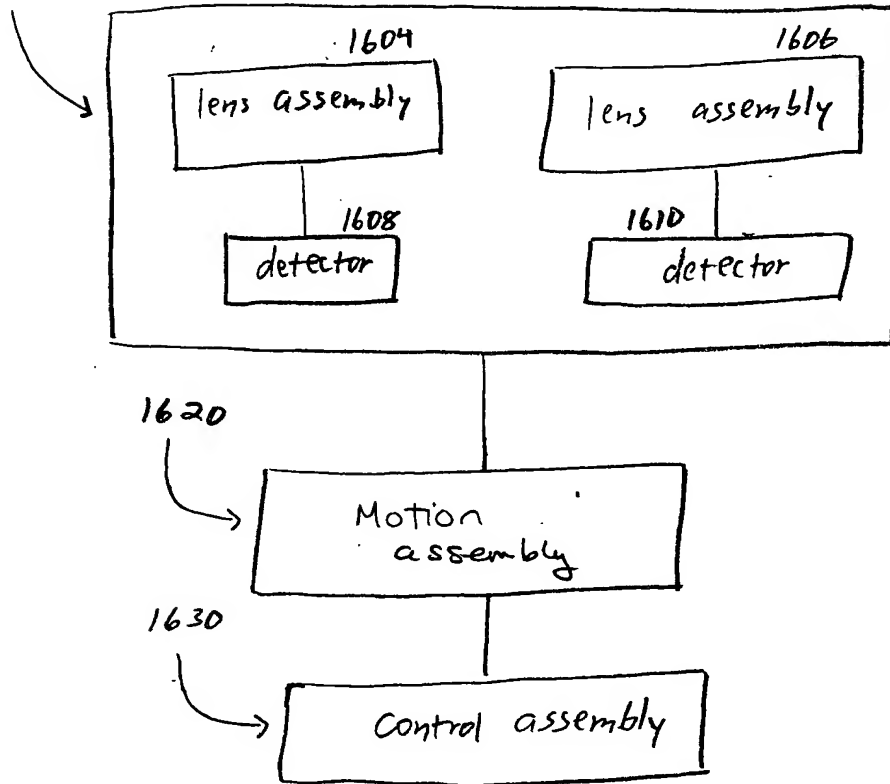 1604
1606
lens assembly
lens assembly
1608
1610
detector
detector
1620
Motion
assembly
1630
Control assembly